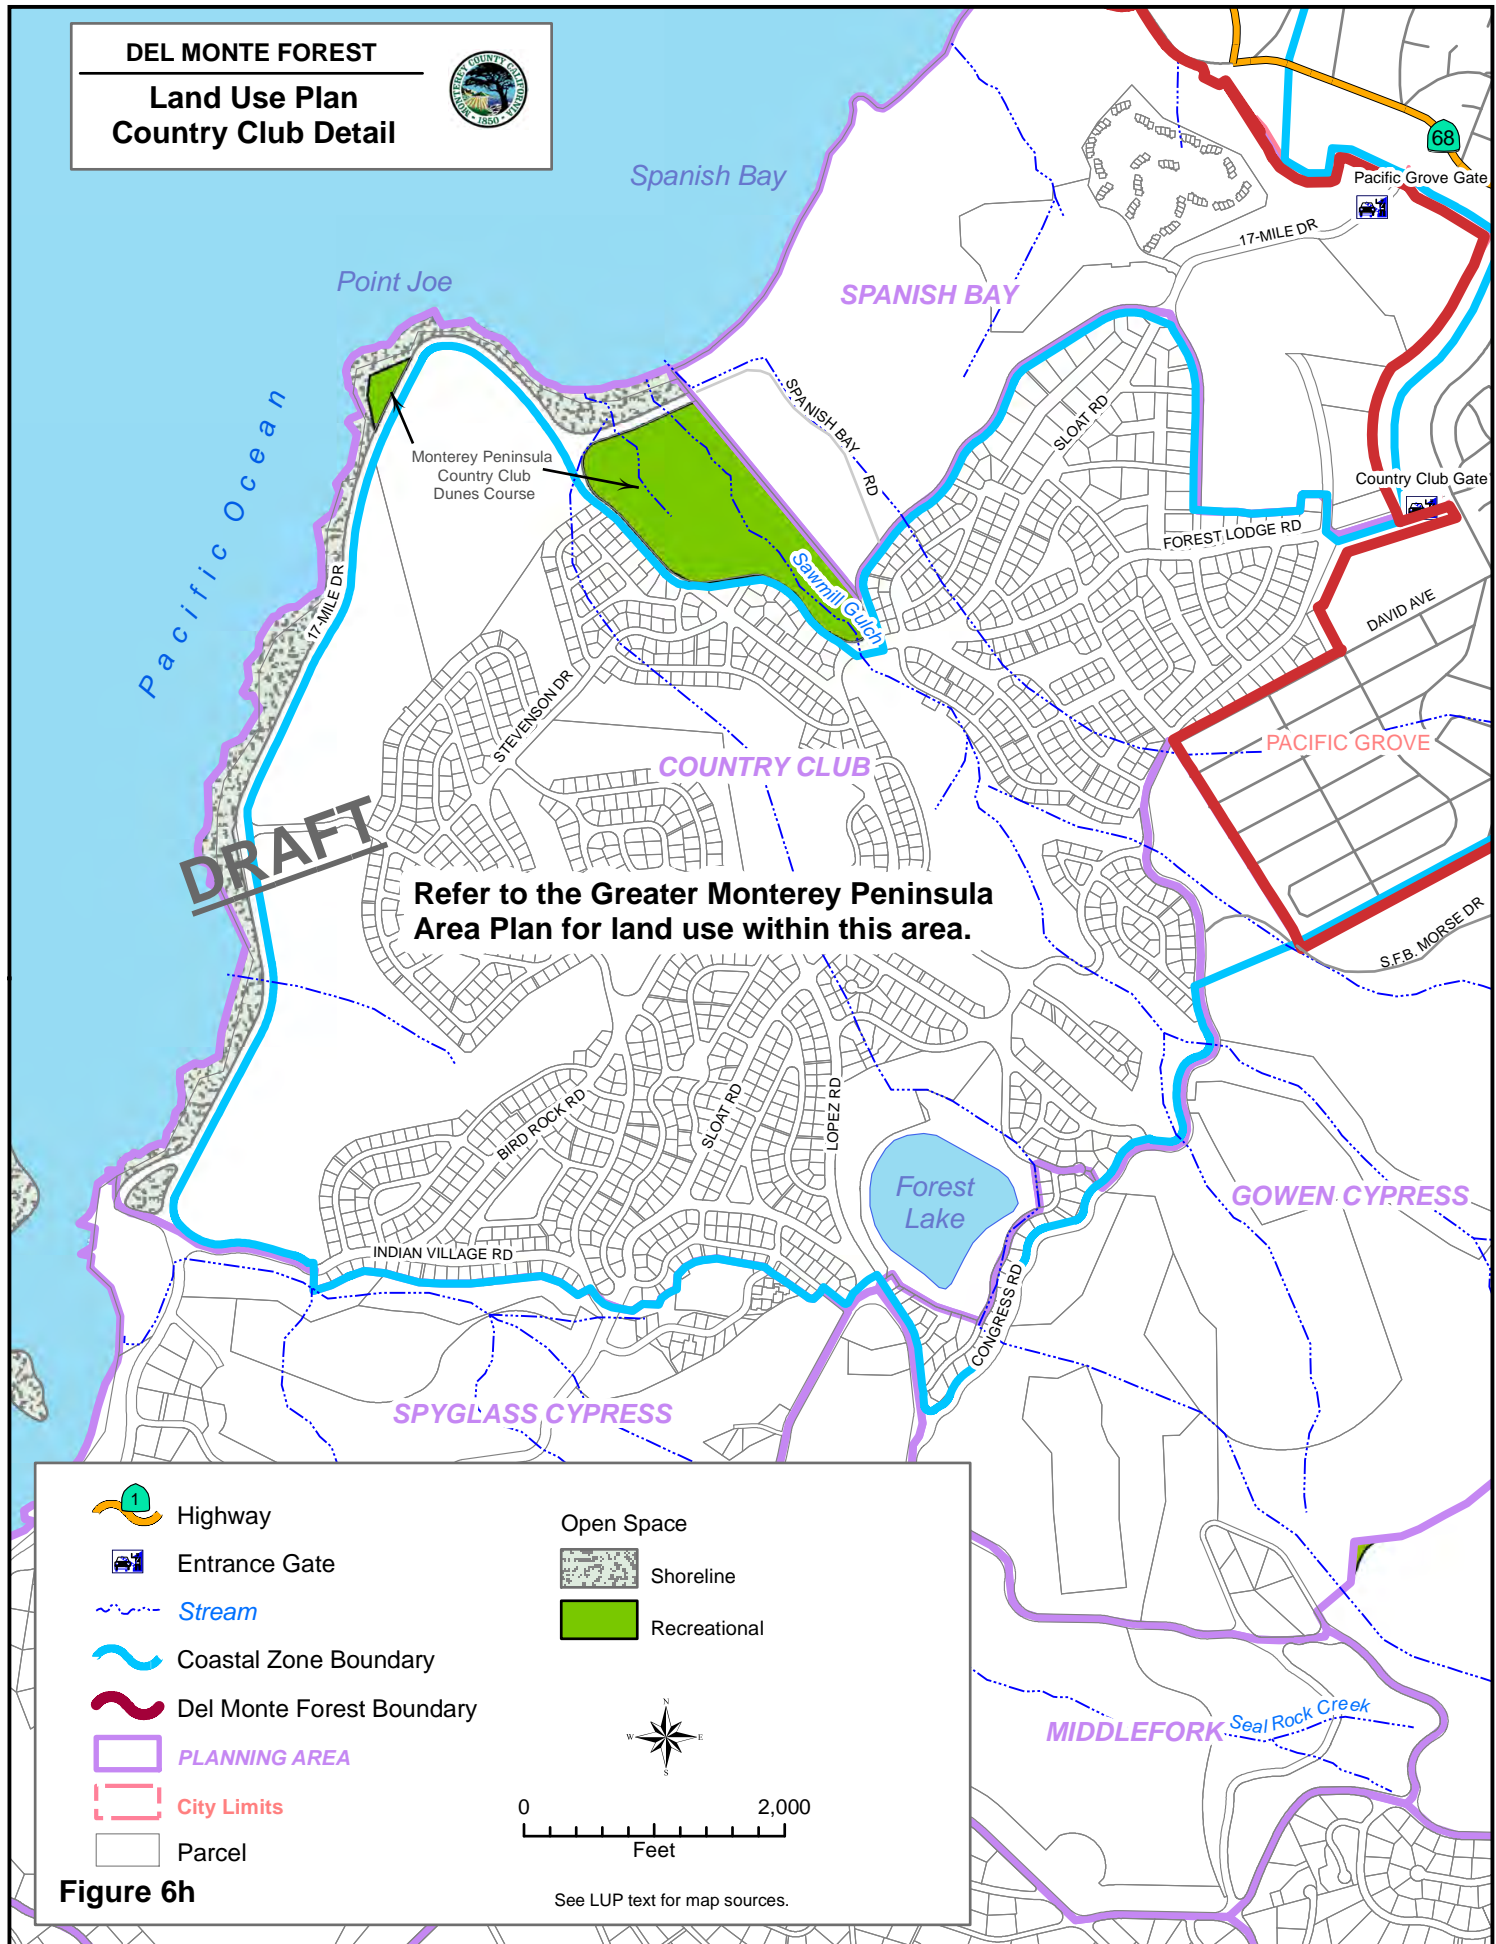 DEL MONTE FOREST
Land Use Plan
Country Club Detail
MONTEREY COUNTY CALIFORNIA
1850
Spanish Bay
Point Joe
Pacific Ocean
SPANISH BAY
68
Pacific Grove Gate
17-MILE DR
SPANISH BAY RD
SLOAT RD
Monterey Peninsula
Country Club
Dunes Course
Country Club Gate
FOREST LODGE RD
Sawmill Gulch
DAVID AVE
17-MILE DR
STEVENSON DR
PACIFIC GROVE
COUNTRY CLUB
DRAFT
Refer to the Greater Monterey Peninsula
Area Plan for land use within this area.
S.F.B. MORSE DR
BIRD ROCK RD
SLOAT RD
LOPEZ RD
Forest
Lake
GOWEN CYPRESS
INDIAN VILLAGE RD
CONGRESS RD
SPYGLASS CYPRESS
MIDDLEFORK
Seal Rock Creek
1
Highway
Entrance Gate
Stream
Coastal Zone Boundary
Del Monte Forest Boundary
PLANNING AREA
City Limits
Parcel
Open Space
Shoreline
Recreational
N
W
E
S
0
2,000
Feet
Figure 6h
See LUP text for map sources.